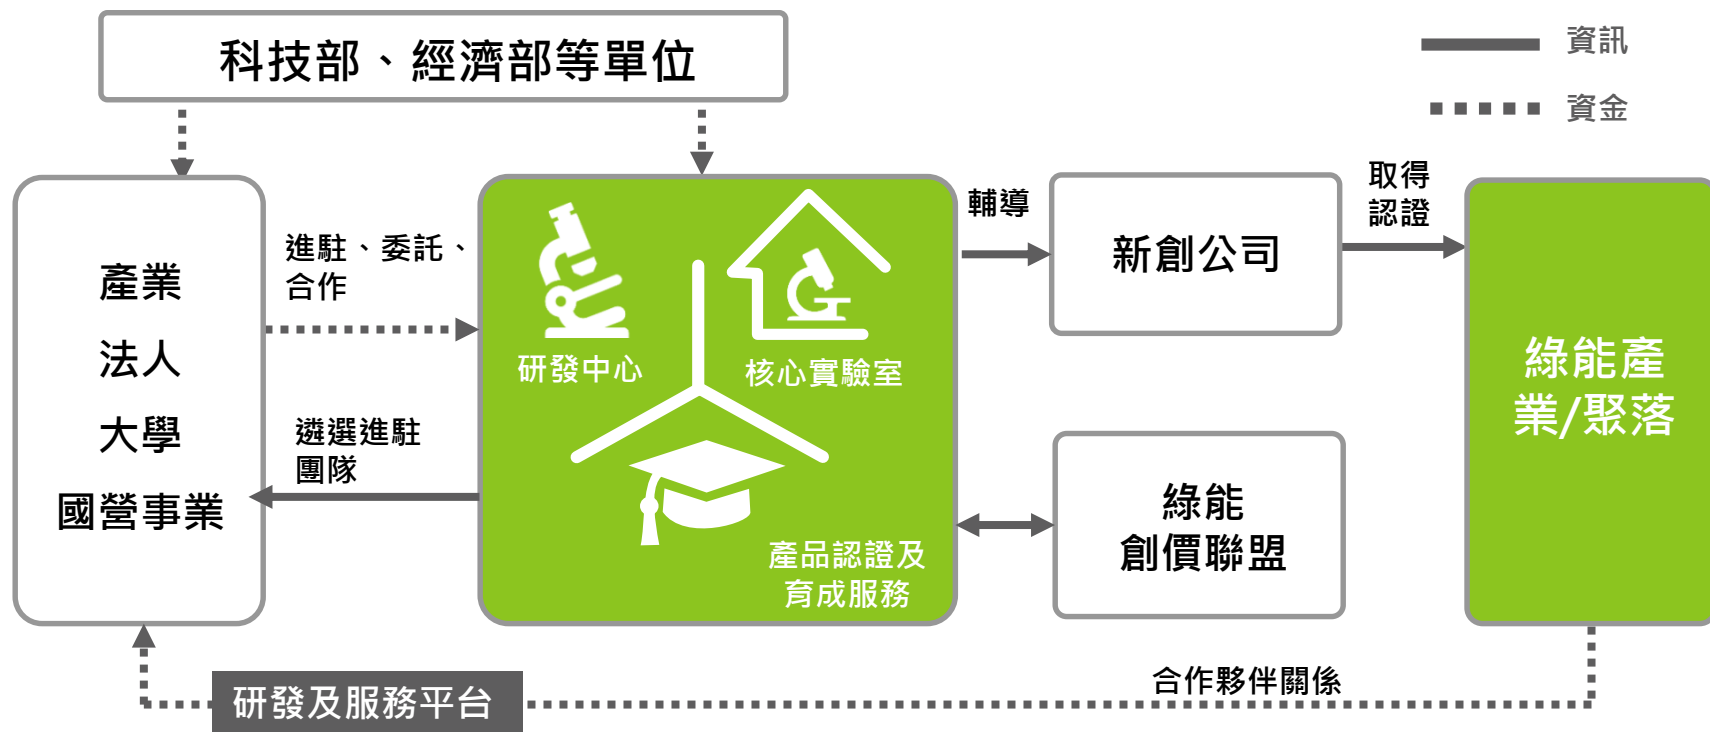 科技部、經濟部等單位
資訊
資金
產業
法人
大學
國營事業
進駐、委託、
合作
遴選進駐
團隊
研發中心
核心實驗室
產品認證及
育成服務
輔導
新創公司
取得
認證
綠能
創價聯盟
綠能產
業/聚落
合作夥伴關係
研發及服務平台